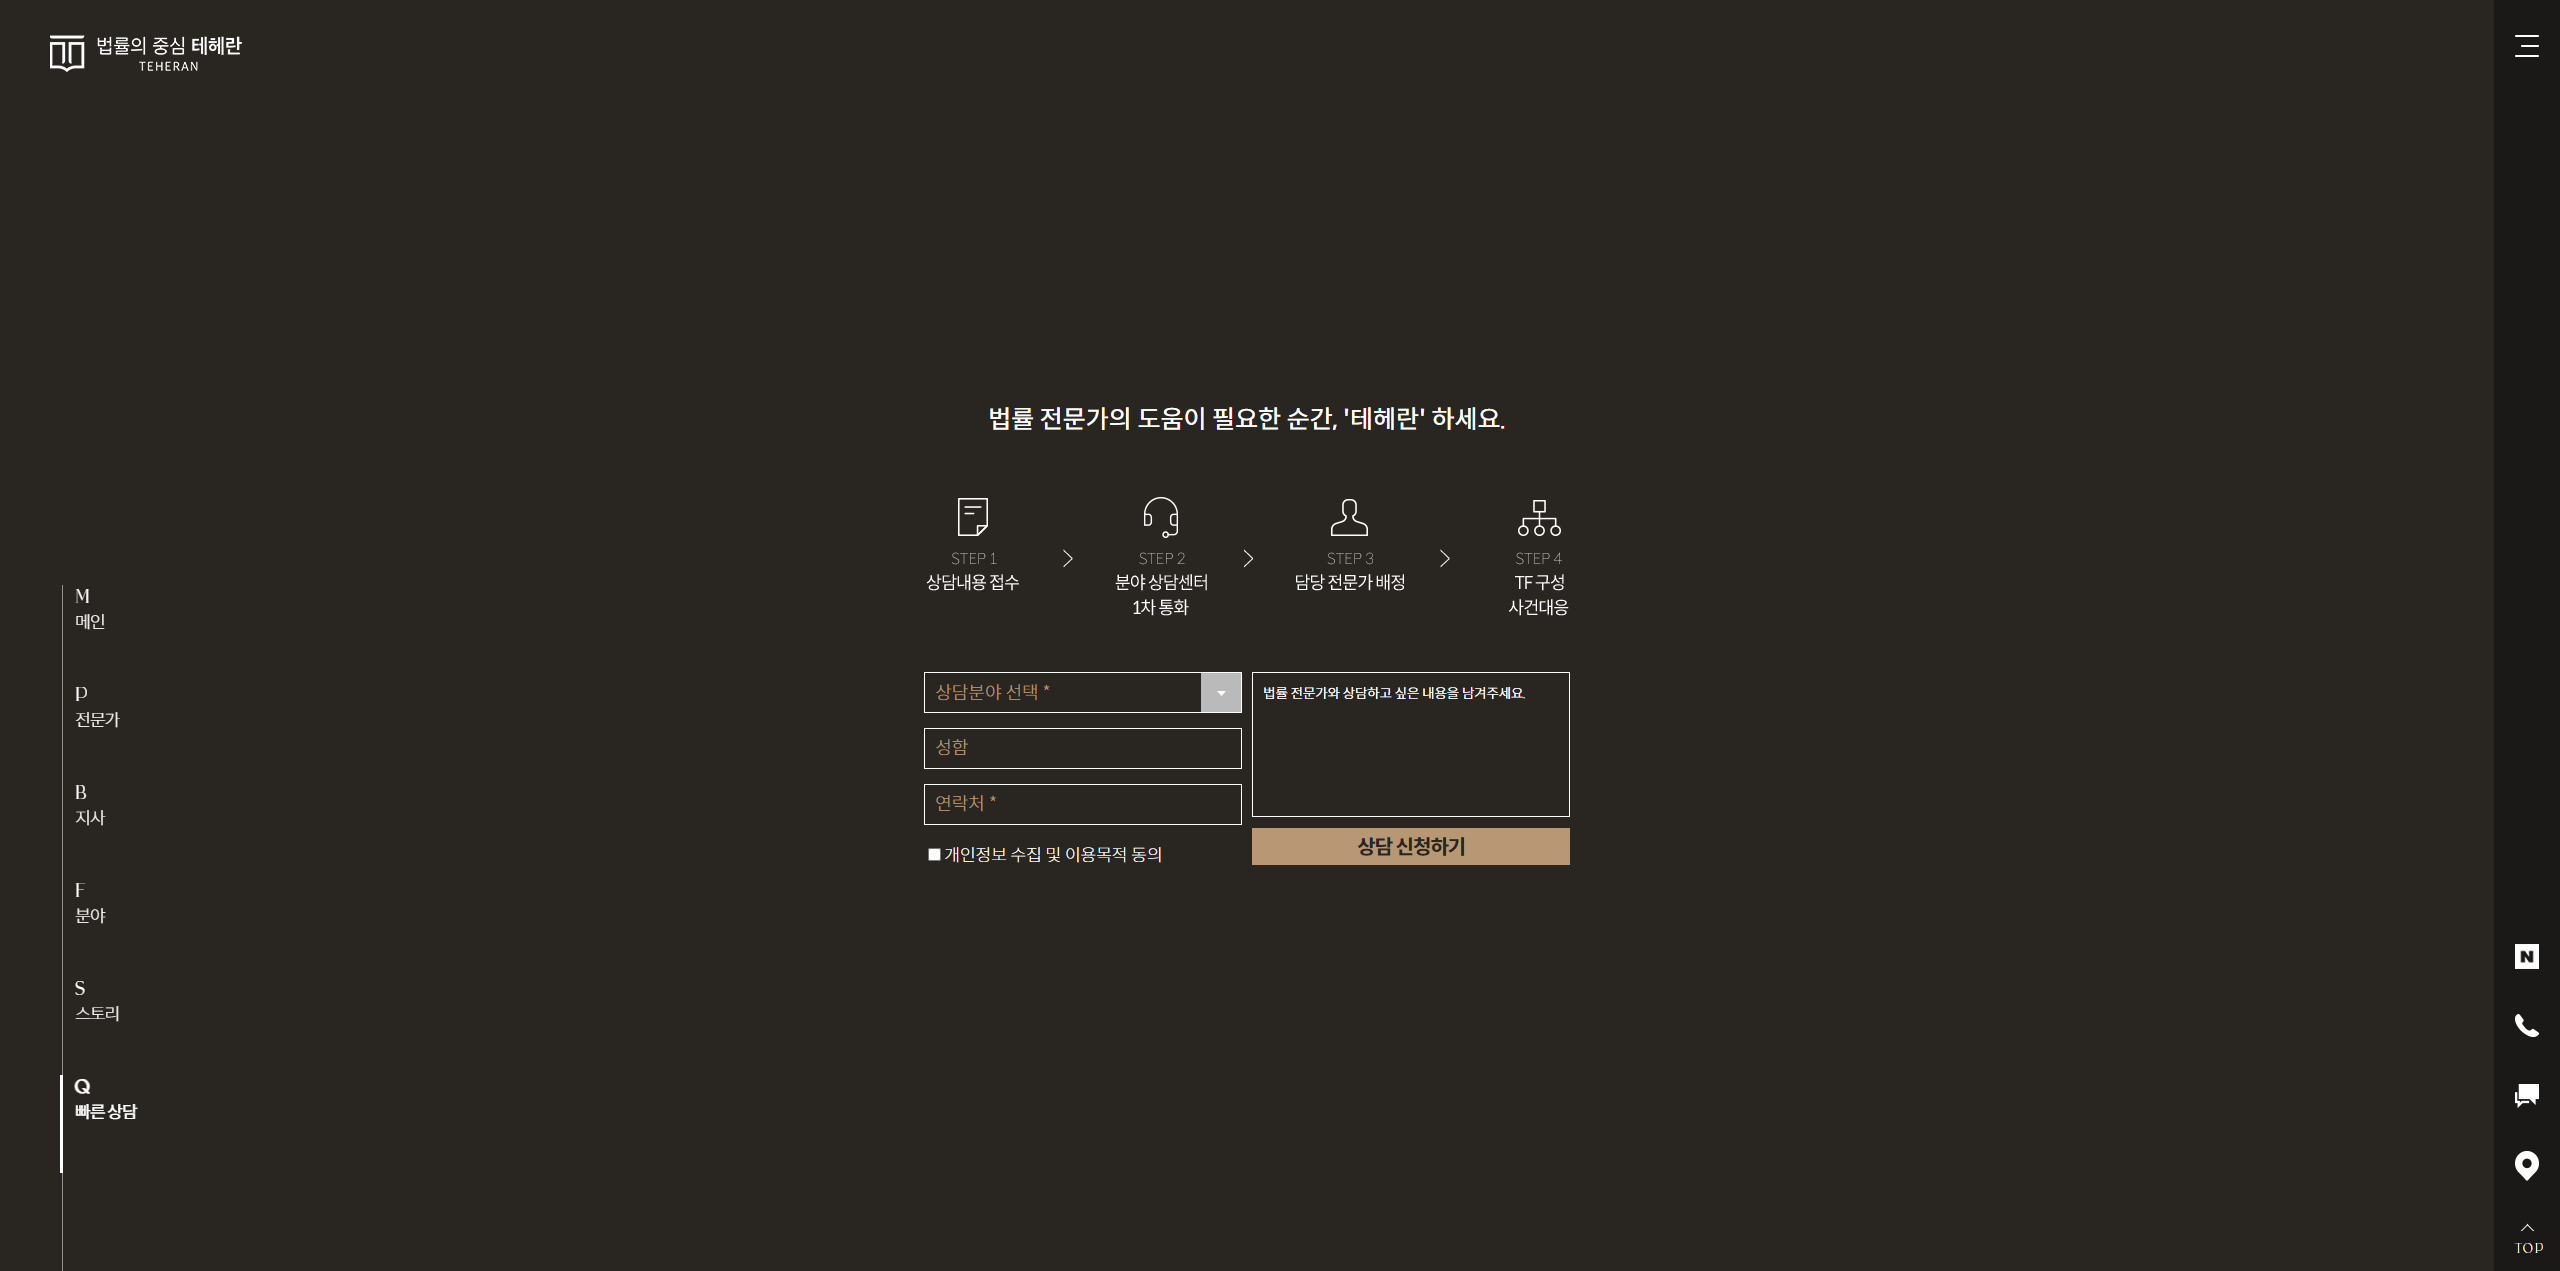 법률의 중심 테헤란
TEHERAN
법률 전문가의 도움이 필요한 순간, '테헤란' 하세요.
STEP 1
상담내용 접수
STEP 2
분야 상담센터
1차 통화
STEP 3
담당 전문가 배정
STEP 4
TF 구성
사건대응
M
메인
P
전문가
B
지사
F
분야
S
스토리
Q
빠른 상담
상담분야 선택 *
성함
연락처 *
개인정보 수집 및 이용목적 동의
법률 전문가와 상담하고 싶은 내용을 남겨주세요.
상담 신청하기
N
TOP